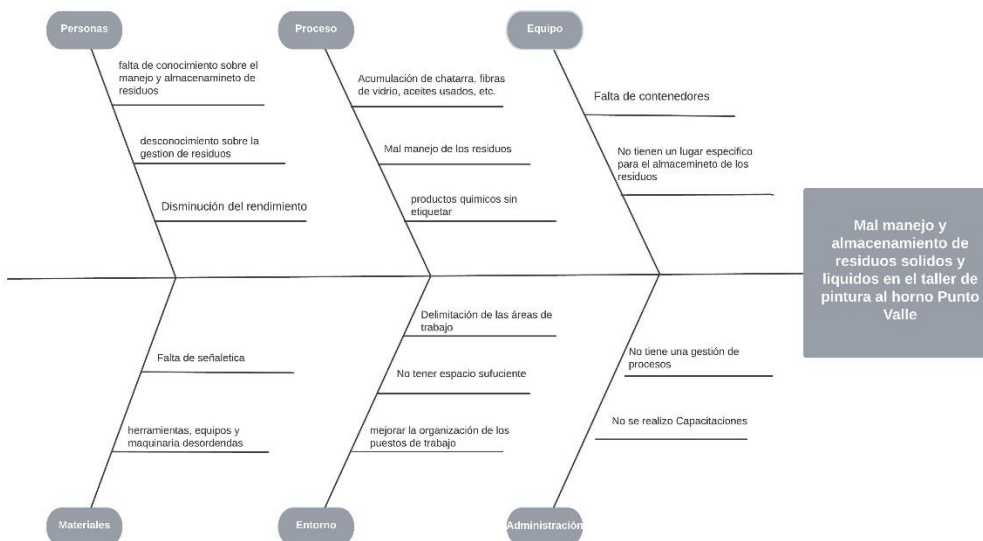 Personas
Proceso
Equipo
falta de conocimiento sobre el
manejo y almacenamineto de
residuos
desconocimiento sobre la
gestion de residuos
Disminución del rendimiento
Acumulación de chatarra, fibras
de vidrio, aceites usados, etc.
Mal manejo de los residuos
productos quimicos sin
etiquetar
Falta de contenedores
No tienen un lugar especifico
para el almacemineto de los
residuos
Mal manejo y
almacenamiento de
residuos solidos y
liquidos en el taller de
pintura al horno Punto
Valle
Falta de señaletica
herramientas, equipos y
maquinaria desordendas
Delimitación de las áreas de
trabajo
No tener espacio sufuciente
mejorar la organización de los
puestos de trabajo
No tiene una gestión de
procesos
No se realizo Capacitaciones
Materiales
Entorno
Administración